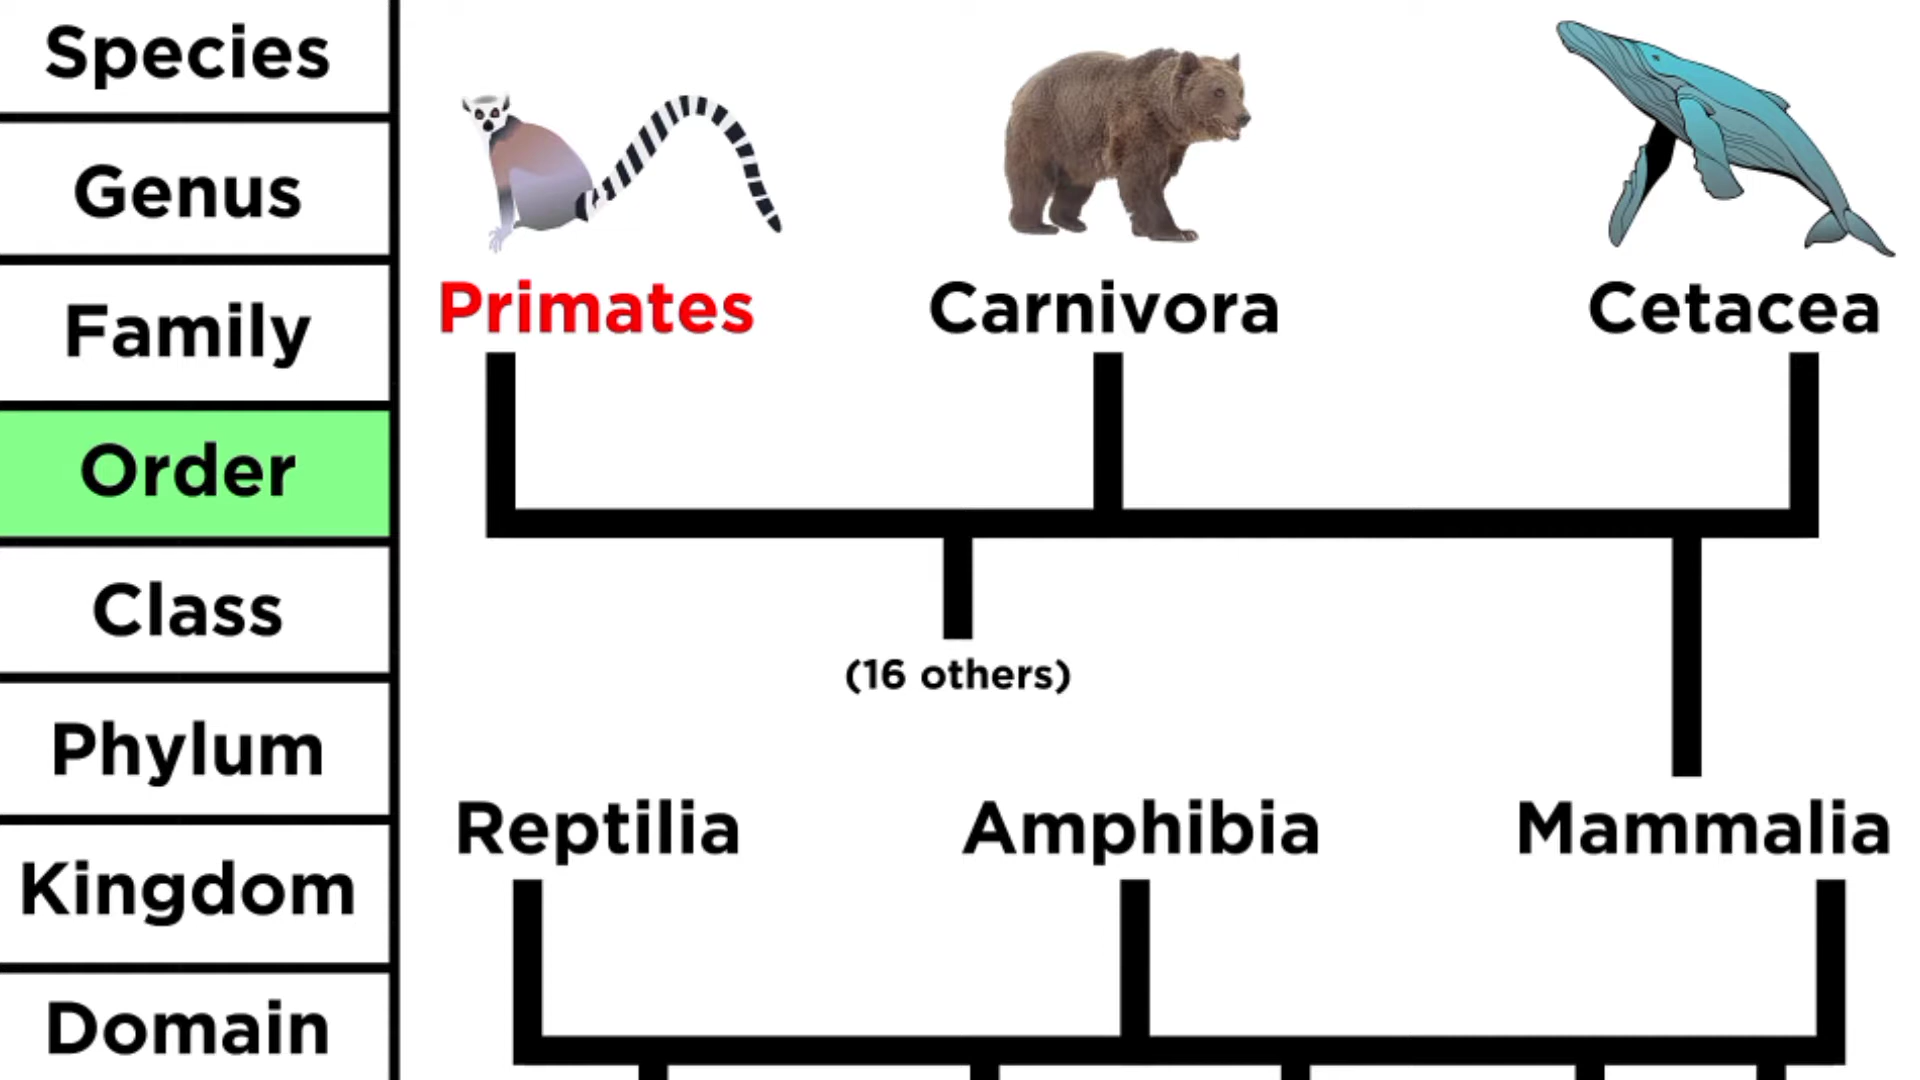 Species
Genus
Family
Order
Class
Phylum
Kingdom
Domain
Primates
Carnivora
Cetacea
(16 others)
Reptilia
Amphibia
Mammalia